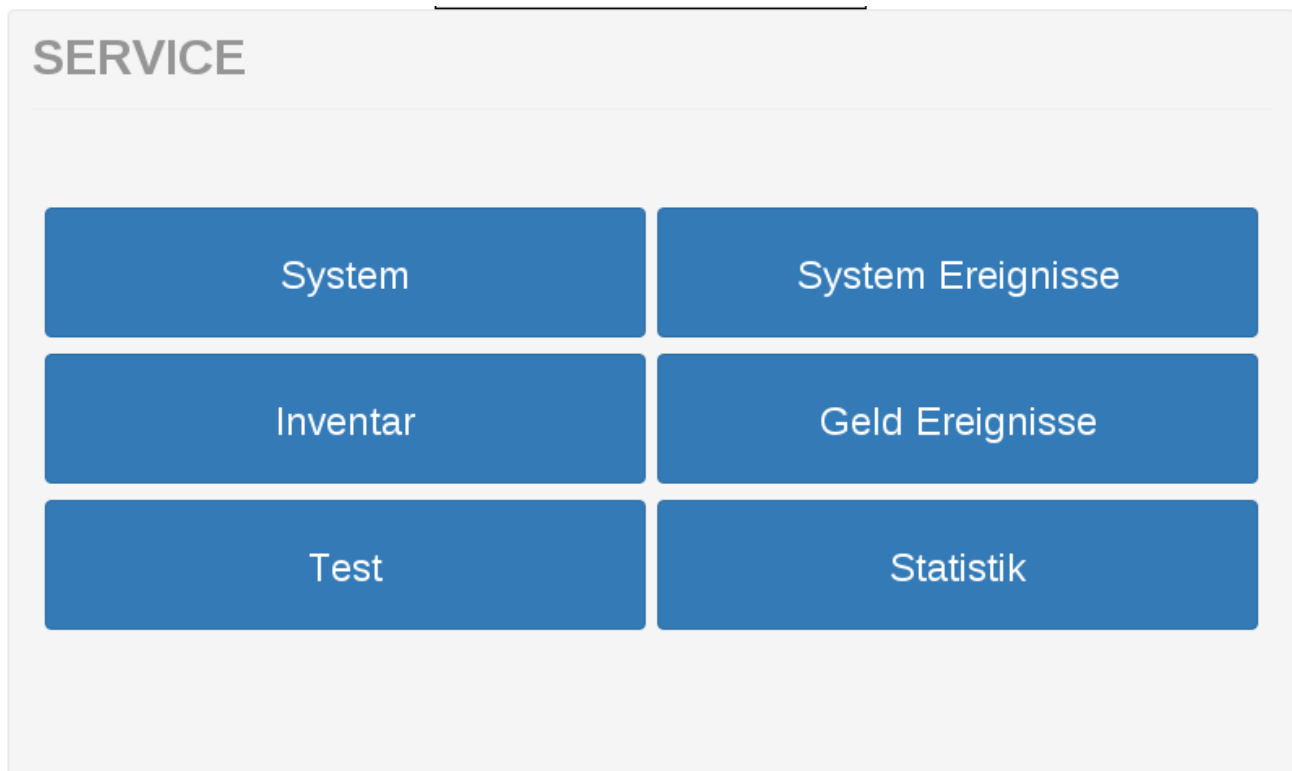 SERVICE
System
System Ereignisse
Inventar
Geld Ereignisse
Test
Statistik